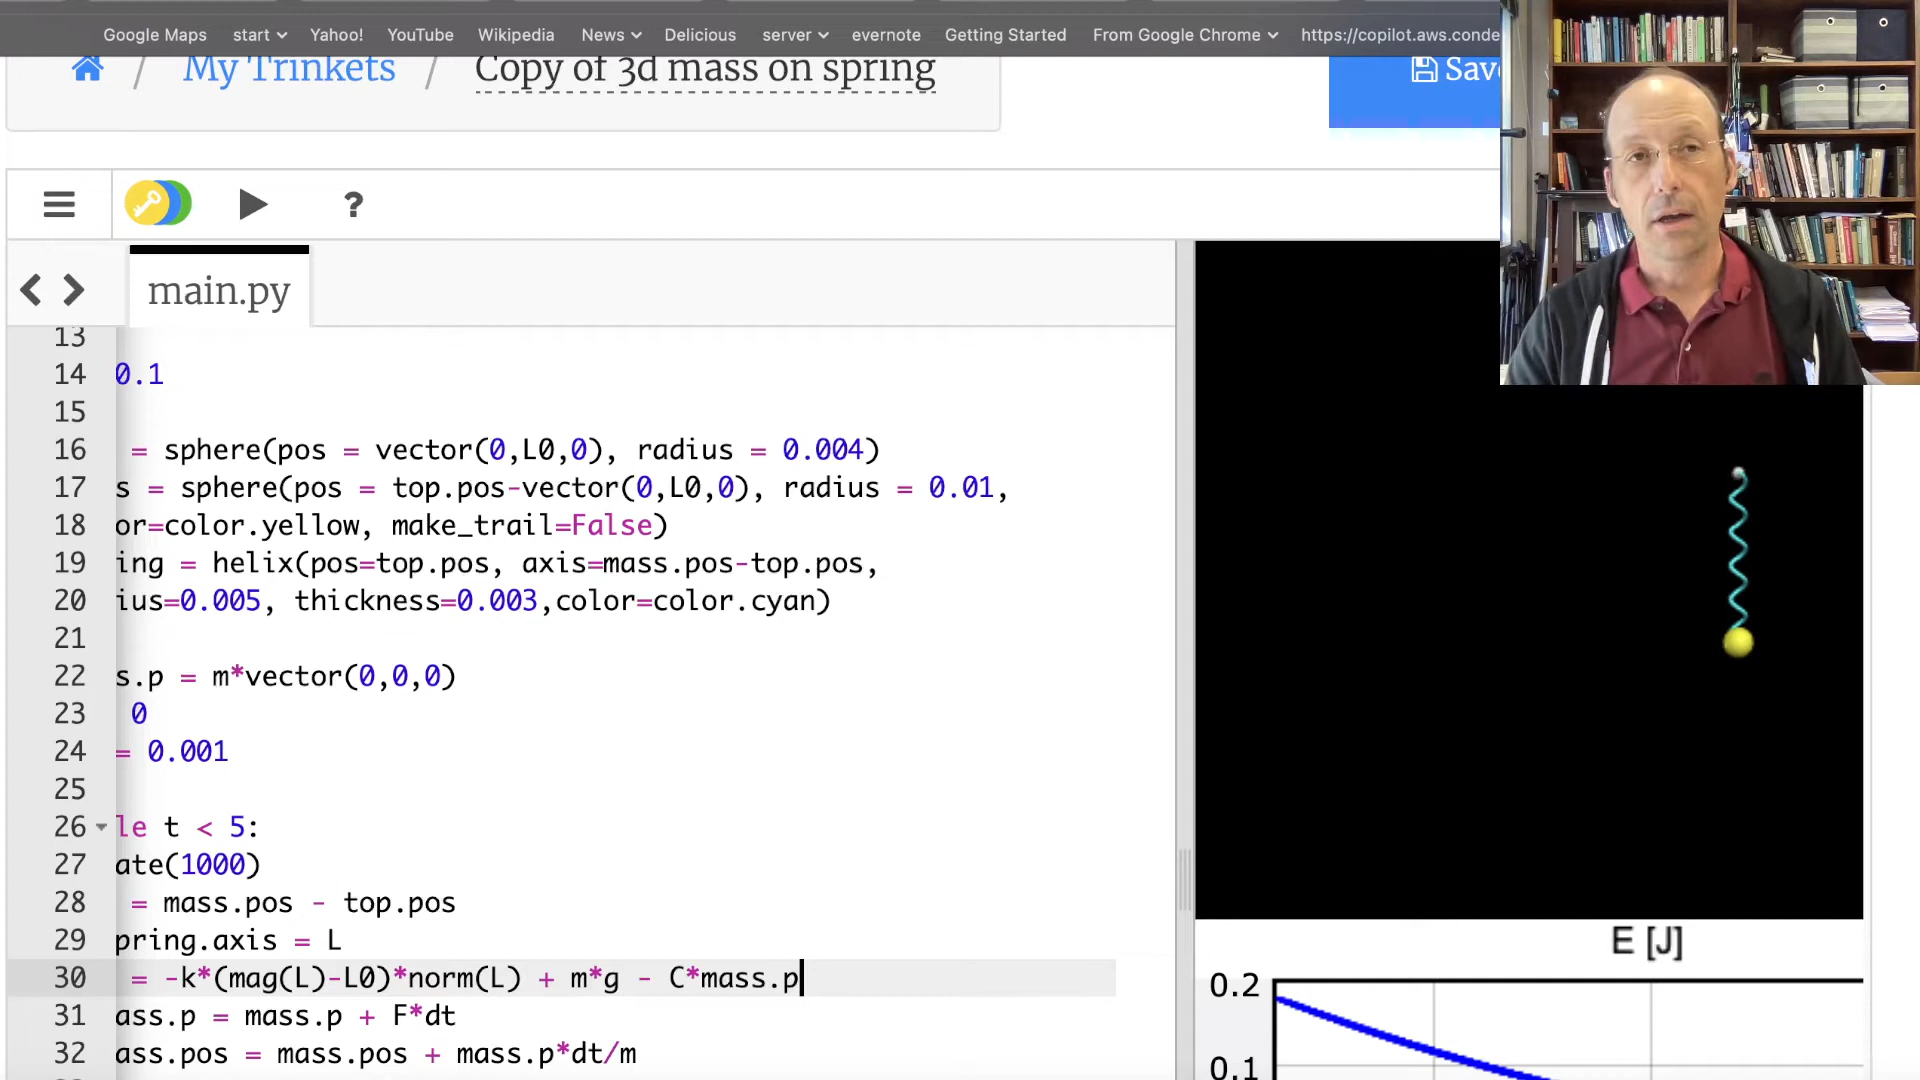 Google Maps start Yahoo! YouTube Wikipedia News Delicious server evernote Getting Started From Google Chrome https://copilot.aws.conde
/ My Trinkets / Copy of 3d mass on spring
Save
?
main.py
13
14 0.1
15
16 = sphere(pos = vector(0,L0,0), radius = 0.004)
17 s = sphere(pos = top.pos-vector(0,L0,0), radius = 0.01,
18 or=color.yellow, make_trail=False)
19 ing = helix(pos=top.pos, axis=mass.pos-top.pos,
20 ius=0.005, thickness=0.003,color=color.cyan)
21
22 s.p = m*vector(0,0,0)
23 0
24 = 0.001
25
26 le t < 5:
27 ate(1000)
28 = mass.pos - top.pos
29 pring.axis = L
30 = -k*(mag(L)-L0)*norm(L) + m*g - C*mass.p
31 ass.p = mass.p + F*dt
32 ass.pos = mass.pos + mass.p*dt/m
E [J]
0.2
0.1